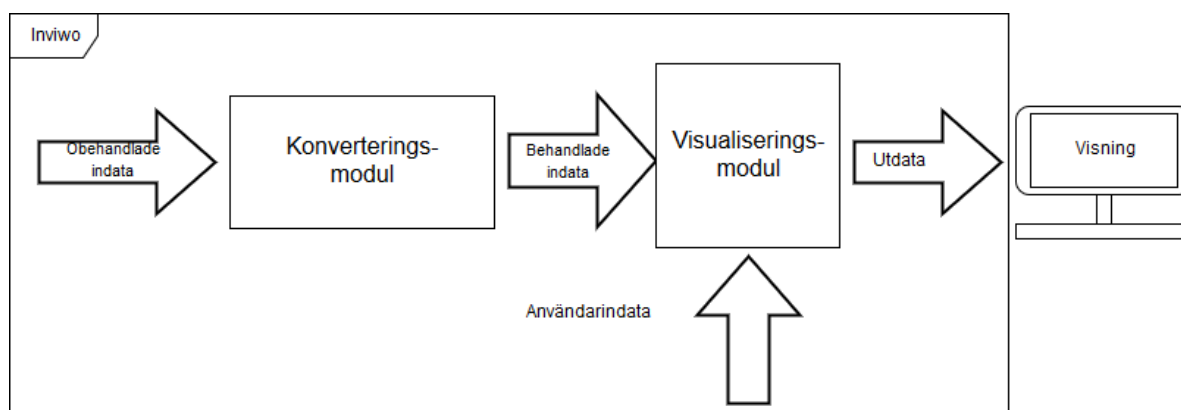 Inviwo
Obehandlade
indata
Konverterings-
modul
Behandlade
indata
Visualiserings-
modul
Utdata
Visning
Användarindata